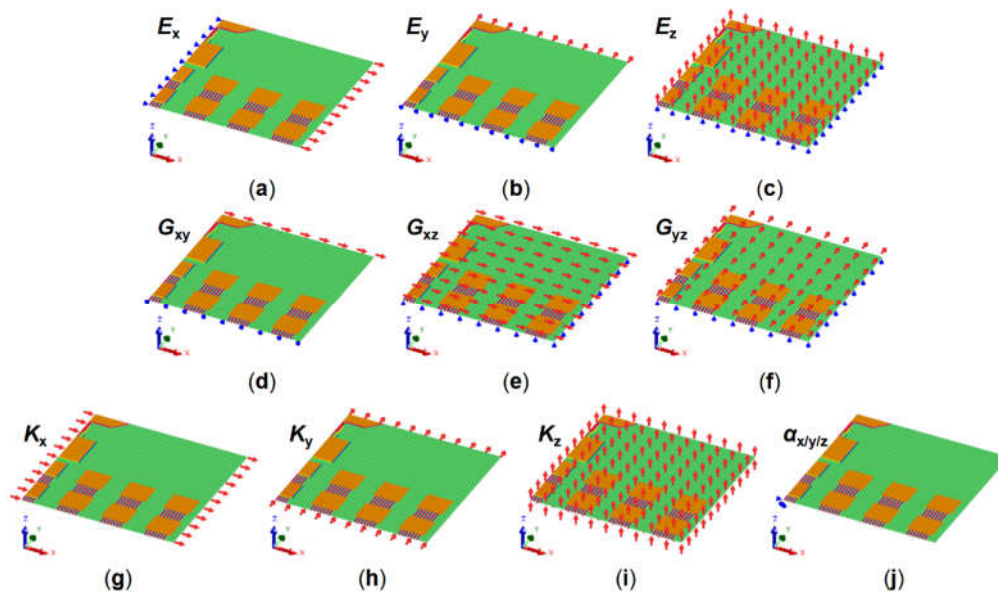 Ex Ey Ez
Z Y X Z Y X Z Y X
(a) (b) (c)
Gxy Gxz Gyz
Z Y X Z Y X Z Y X
(d) (e) (f)
Kx Ky Kz αx/y/z
Z Y X Z Y X Z Y X Z Y X
(g) (h) (i) (j)